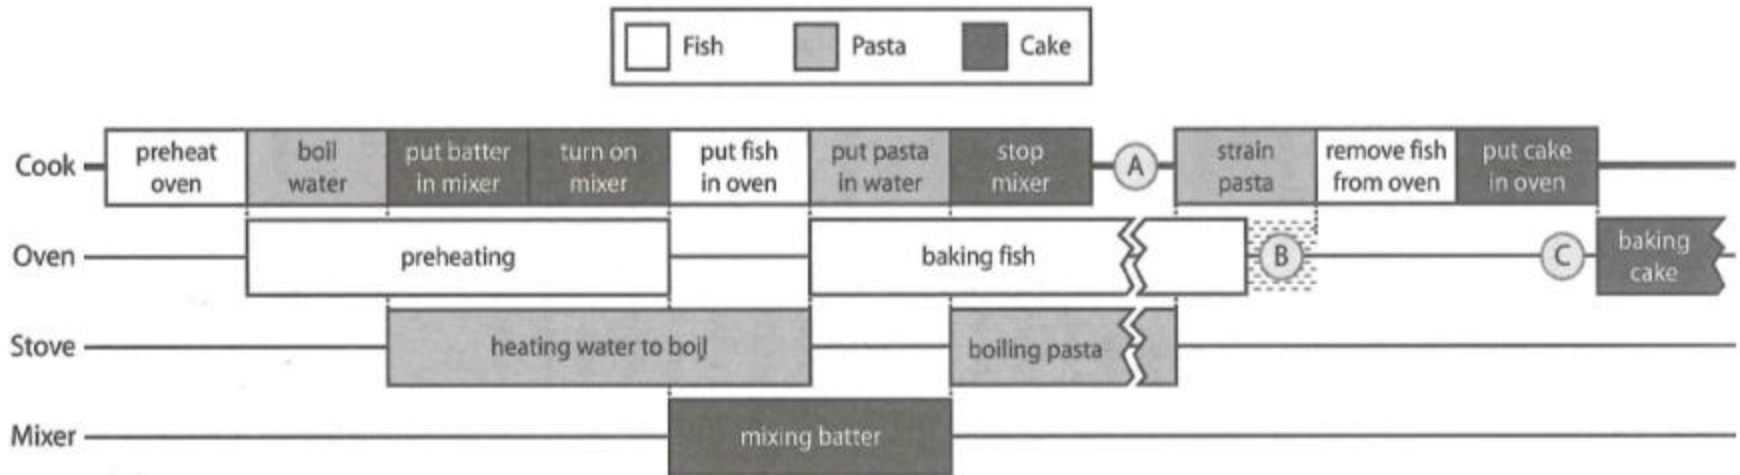 Fish Pasta Cake
Cook
preheat
oven
boil
water
put batter
in mixer
turn on
mixer
put fish
in oven
put pasta
in water
stop
mixer
A
strain
pasta
remove fish
from oven
put cake
in oven
Oven
preheating
baking fish
B
C
baking
cake
Stove
heating water to boil
boiling pasta
Mixer
mixing batter